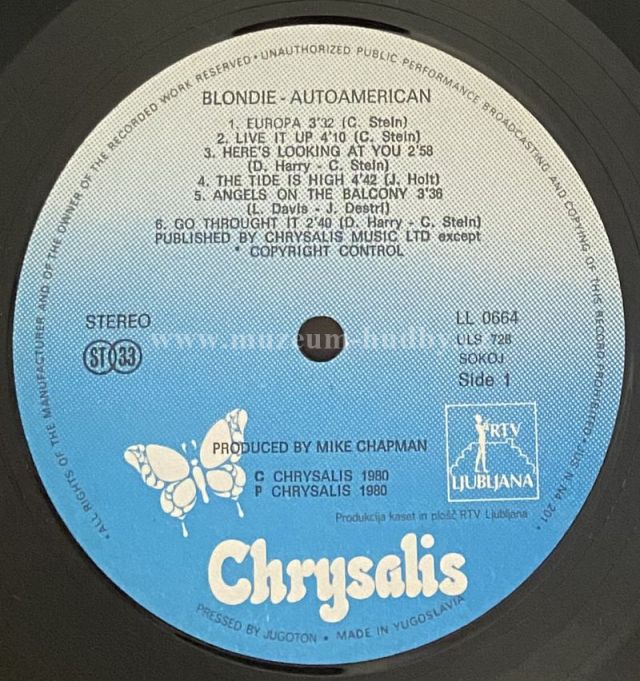 • ALL RIGHTS OF THE MANUFACTURER AND OF THE OWNER OF THE RECORDED WORK RESERVED • UNAUTHORIZED PUBLIC PERFORMANCE BROADCASTING AND COPYING OF THIS RECORD PROHIBITED • JUS N. N4. 201 •
BLONDIE - AUTOAMERICAN
1. EUROPA 3'32 (C. Stein)
2. LIVE IT UP 4'10 (C. Stein)
3. HERE'S LOOKING AT YOU 2'58
(D. Harry - C. Stein)
4. THE TIDE IS HIGH 4'42 (J. Holt)
5. ANGELS ON THE BALCONY 3'36
(L. Davis - J. Destri)
6. GO THROUGHT IT 2'40 (D. Harry - C. Stein)
PUBLISHED BY CHRYSALIS MUSIC LTD except
* COPYRIGHT CONTROL
STEREO
ST 33
LL 0664
ULS 728
SOKOJ
Side 1
PRODUCED BY MIKE CHAPMAN
C CHRYSALIS 1980
P CHRYSALIS 1980
RTV
LJUBLJANA
Produkcija kaset in plošč RTV Ljubljana
Chrysalis
PRESSED BY JUGOTON • MADE IN YUGOSLAVIA